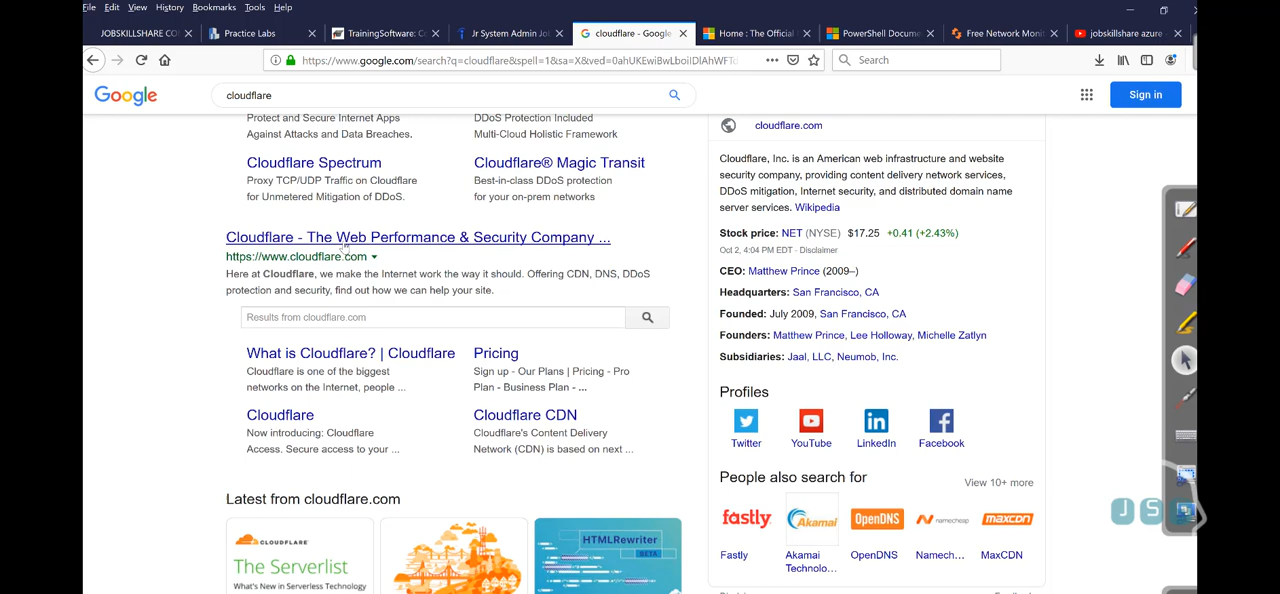 File Edit View History Bookmarks Tools Help
JOBSKILLSHARE CO
Practice Labs
TrainingSoftware: C
Jr System Admin Jo
cloudflare - Google
Home : The Official
PowerShell Docume
Free Network Moni
jobskillshare azure
https://www.google.com/search?q=cloudflare&spell=1&sa=X&ved=0ahUKEwiBwLboiIDlAhWFTd
Search
Google
cloudflare
Sign in
Protect and Secure Internet Apps
Against Attacks and Data Breaches.
DDoS Protection Included
Multi-Cloud Holistic Framework
Cloudflare Spectrum
Proxy TCP/UDP Traffic on Cloudflare
for Unmetered Mitigation of DDoS.
Cloudflare® Magic Transit
Best-in-class DDoS protection
for your on-prem networks
Cloudflare - The Web Performance & Security Company ...
https://www.cloudflare.com
Here at Cloudflare, we make the Internet work the way it should. Offering CDN, DNS, DDoS
protection and security, find out how we can help your site.
Results from cloudflare.com
What is Cloudflare? | Cloudflare
Cloudflare is one of the biggest
networks on the Internet, people ...
Pricing
Sign up - Our Plans | Pricing - Pro
Plan - Business Plan - ...
Cloudflare
Now introducing: Cloudflare
Access. Secure access to your ...
Cloudflare CDN
Cloudflare's Content Delivery
Network (CDN) is based on next ...
Latest from cloudflare.com
CLOUDFLARE
The Serverlist
What's New in Serverless Technology
HTMLRewriter
BETA
cloudflare.com
Cloudflare, Inc. is an American web infrastructure and website
security company, providing content delivery network services,
DDoS mitigation, Internet security, and distributed domain name
server services. Wikipedia
Stock price: NET (NYSE) $17.25 +0.41 (+2.43%)
Oct 2, 4:04 PM EDT - Disclaimer
CEO: Matthew Prince (2009–)
Headquarters: San Francisco, CA
Founded: July 2009, San Francisco, CA
Founders: Matthew Prince, Lee Holloway, Michelle Zatlyn
Subsidiaries: Jaal, LLC, Neumob, Inc.
Profiles
Twitter YouTube LinkedIn Facebook
People also search for
View 10+ more
fastly
Akamai
OpenDNS
namecheap
maxcdn
Fastly
Akamai
Technolo...
OpenDNS
Namech...
MaxCDN
J S